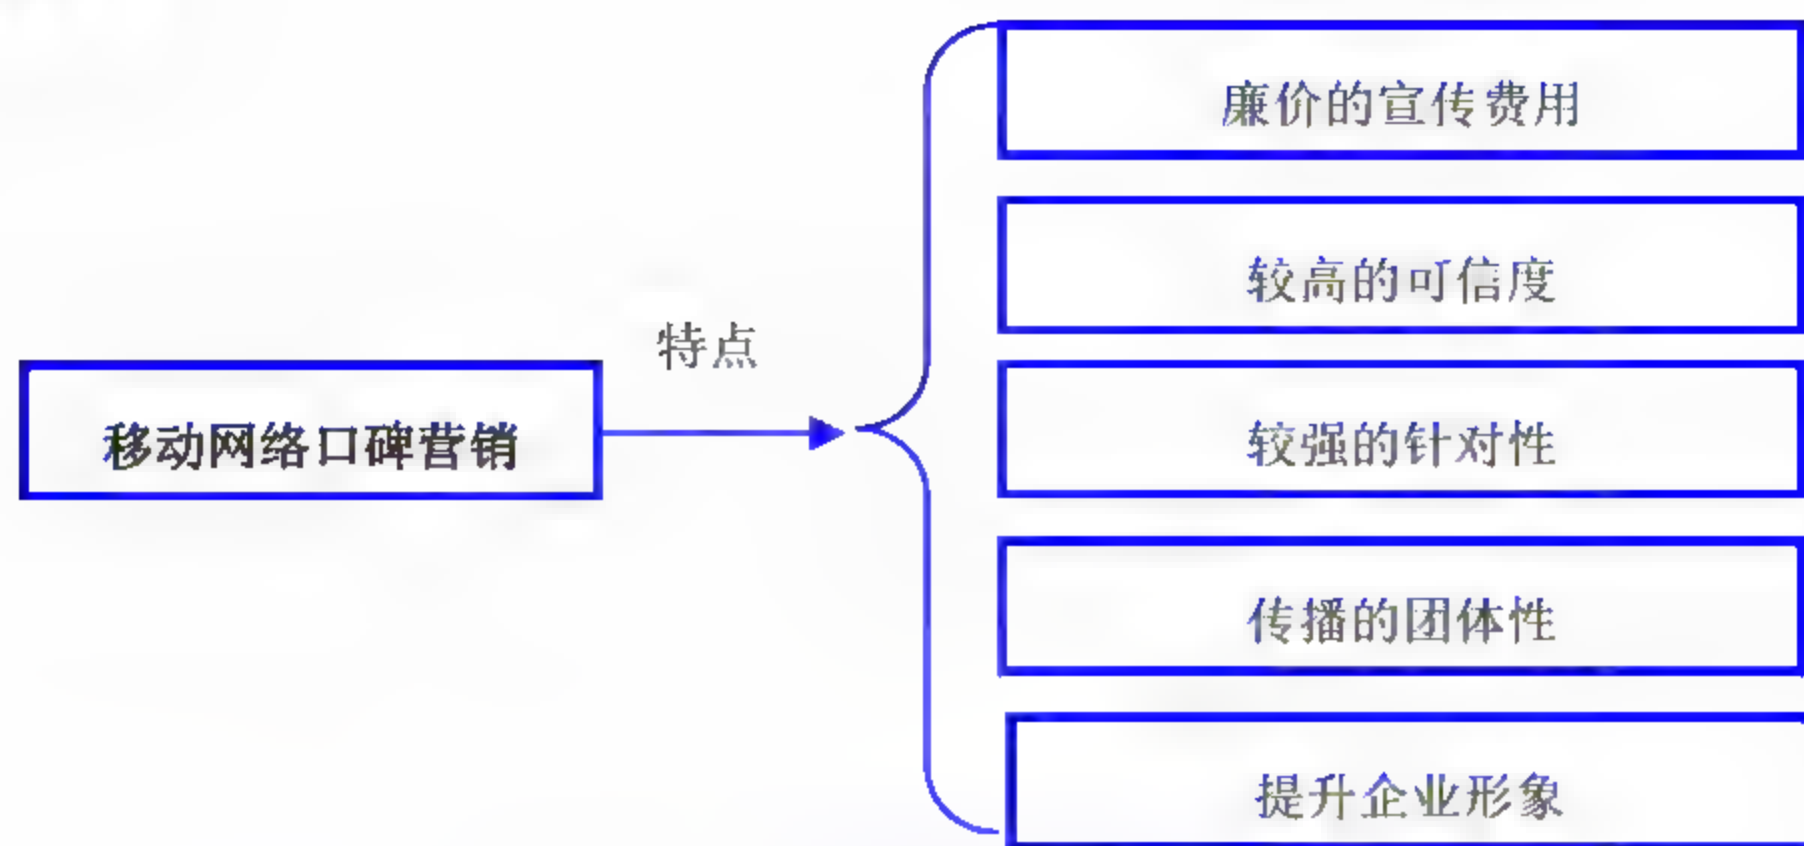 移动网络口碑营销
特点
廉价的宣传费用
较高的可信度
较强的针对性
传播的团体性
提升企业形象